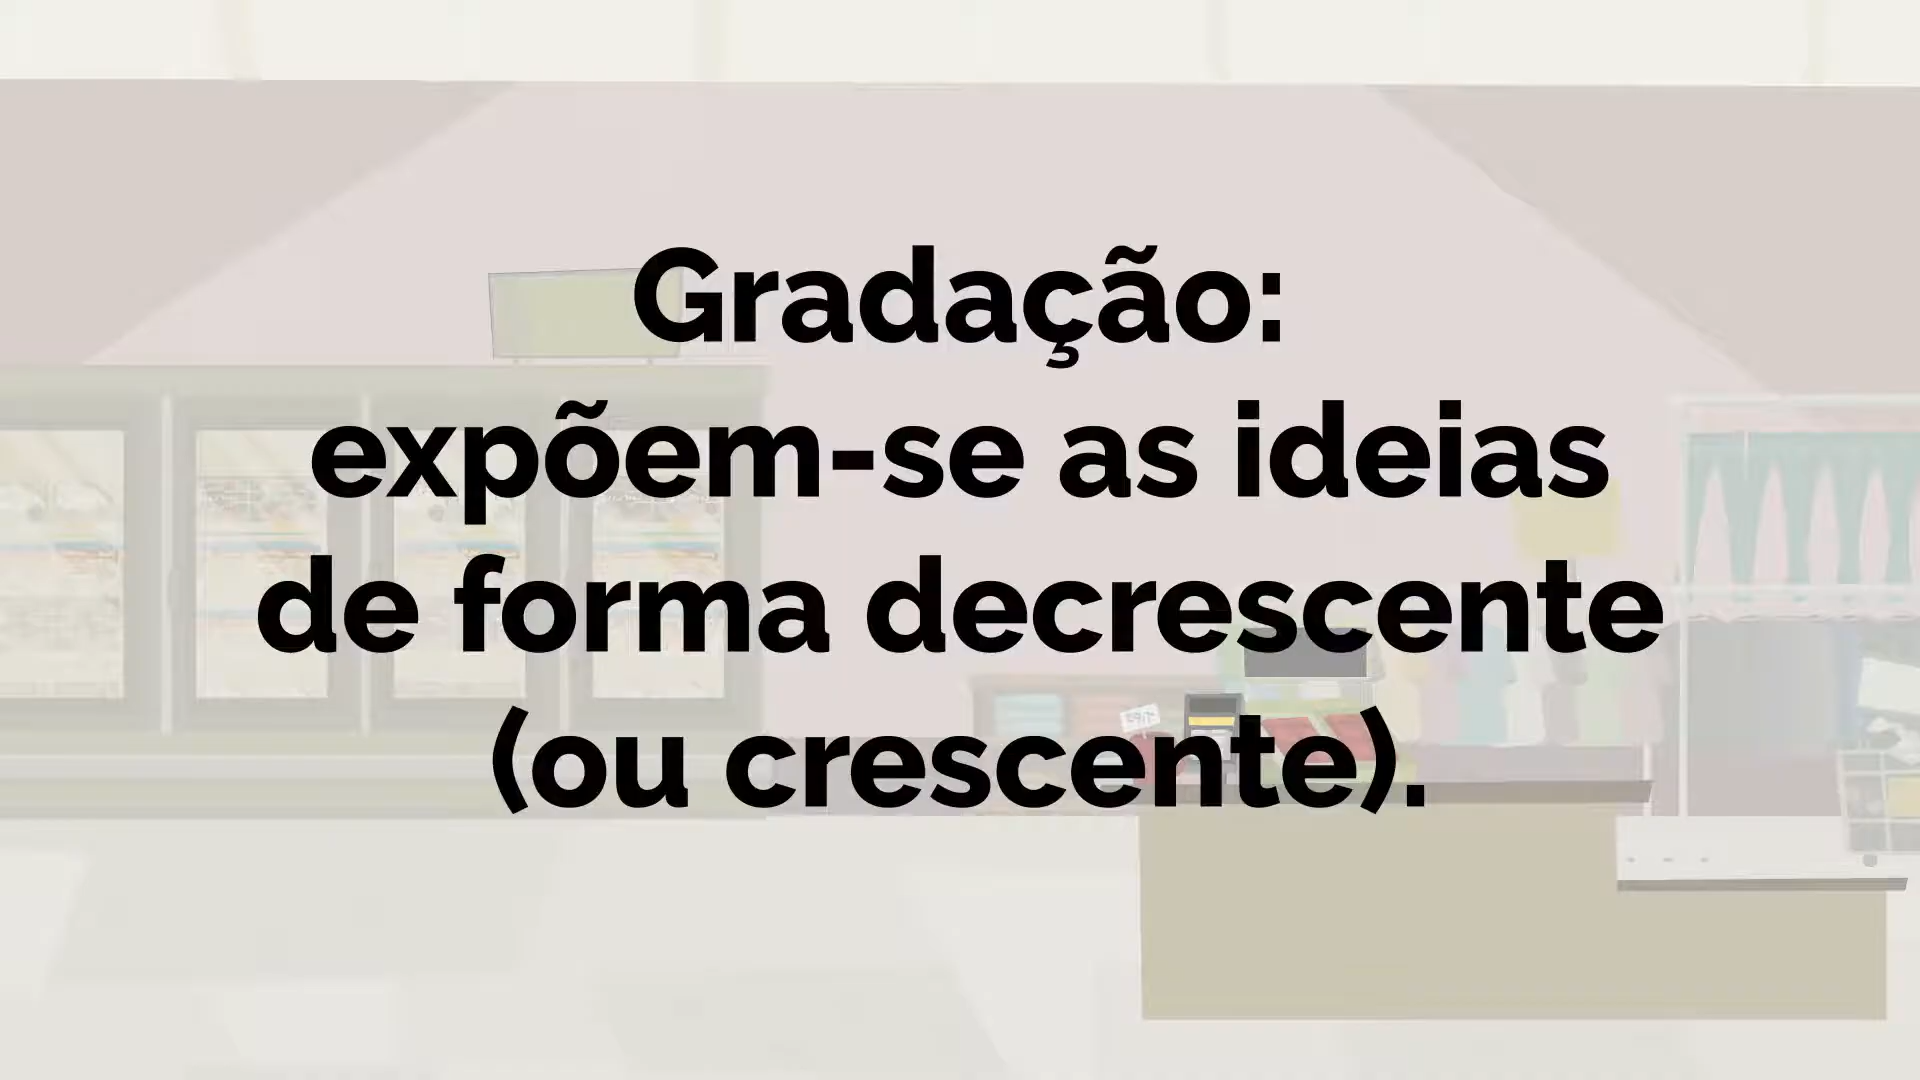 Gradação:
expõem-se as ideias
de forma decrescente
(ou crescente).